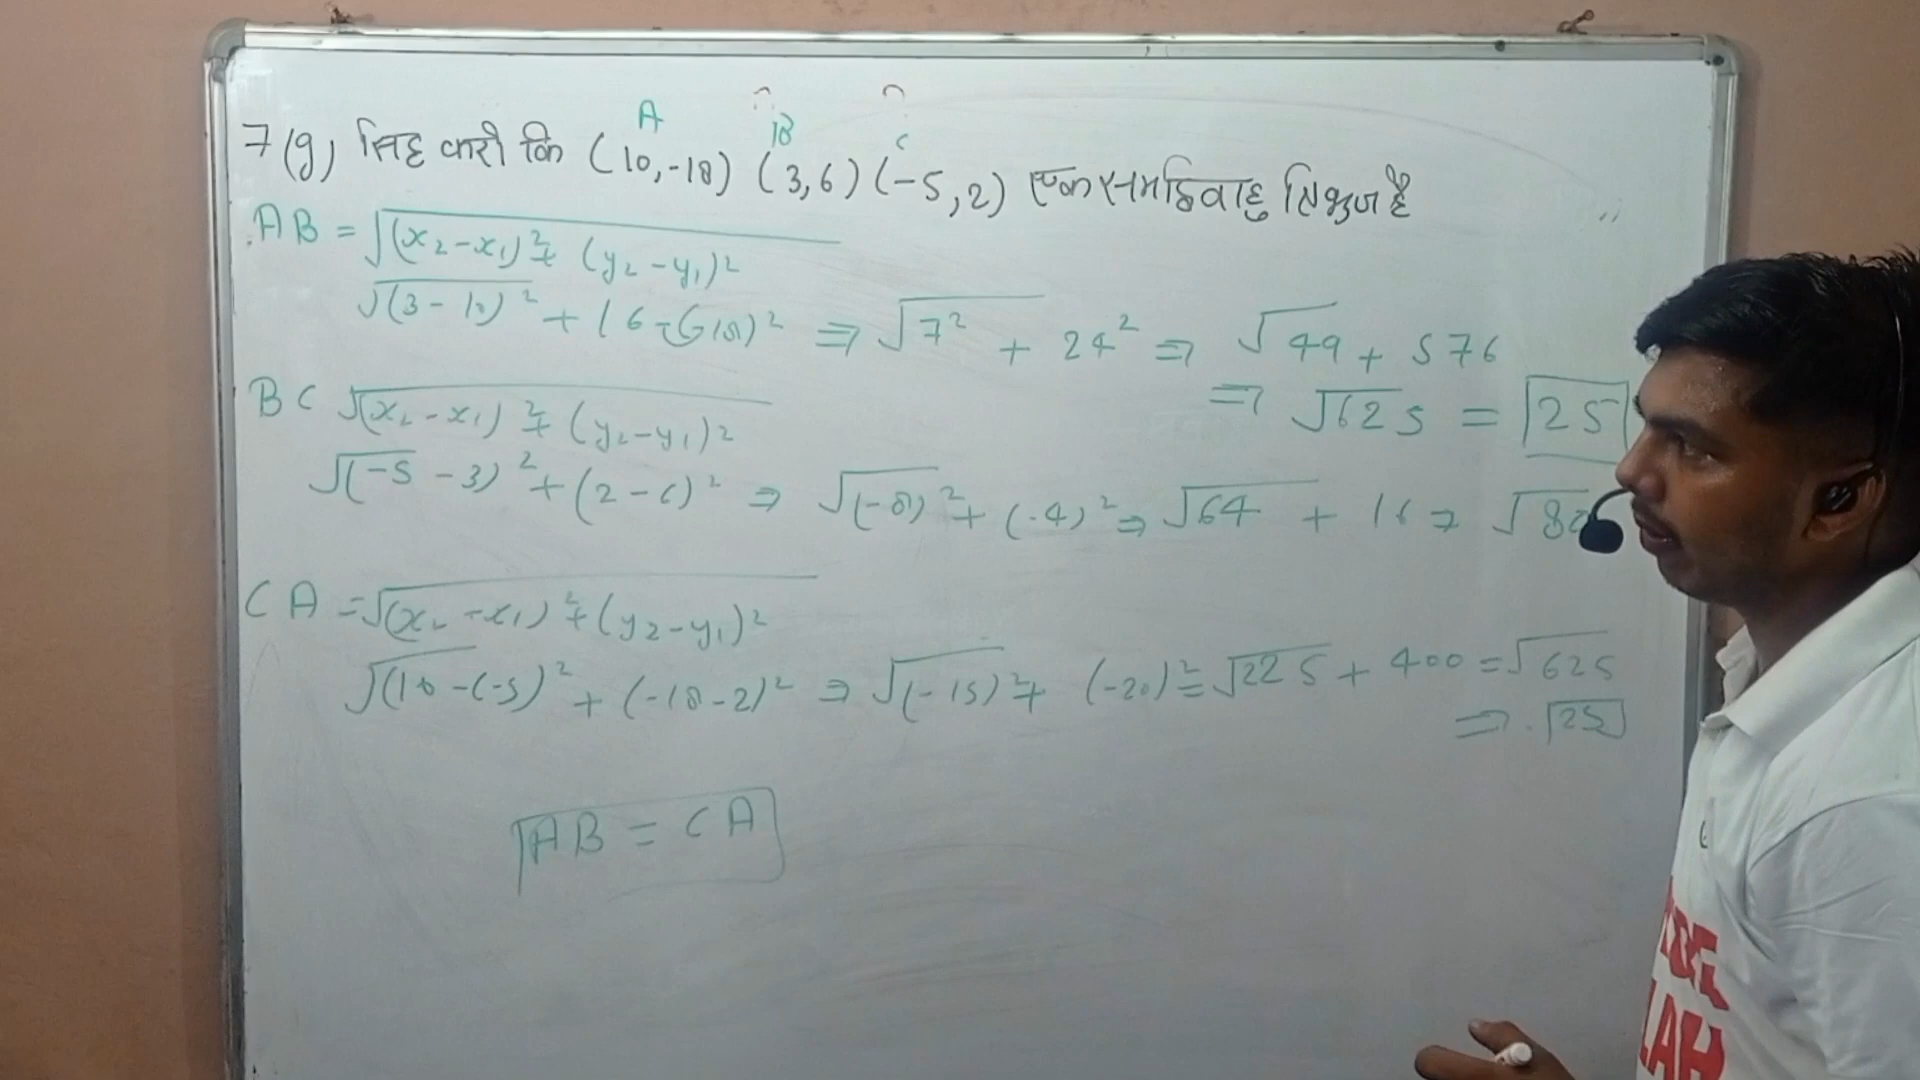 A B C
7(g) सिद्ध करो कि (10,-18) (3,6) (-5,2) एक समद्विबाहु त्रिभुज है
AB = √(x₂-x₁)² + (y₂-y₁)²
√(3-10)² + (6-(-18))² ⇒ √7² + 24² ⇒ √49 + 576
⇒ √625 = 25
BC √(x₂-x₁)² + (y₂-y₁)²
√(-5-3)² + (2-6)² ⇒ √(-8)² + (-4)² ⇒ √64 + 16 ⇒ √80
CA = √(x₂-x₁)² + (y₂-y₁)²
√(10-(-5)² + (-18-2)² ⇒ √(-15)² + (-20)² = √225 + 400 = √625
⇒ 25
AB = CA
LAH